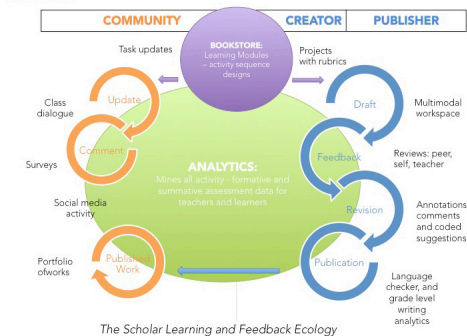 COMMUNITY
CREATOR
PUBLISHER
BOOKSTORE:
Learning Modules
– activity sequence
designs
Task updates
Projects
with rubrics
Update
Class
dialogue
Comment
Surveys
Social media
activity
Published
Work
Portfolio
ofworks
ANALYTICS:
Mines all activity - formative and
summative assessment data for
teachers and learners
Draft
Multimodal
workspace
Feedback
Reviews: peer,
self, teacher
Revision
Annotations
comments
and coded
suggestions
Publication
Language
checker, and
grade level
writing
analytics
The Scholar Learning and Feedback Ecology